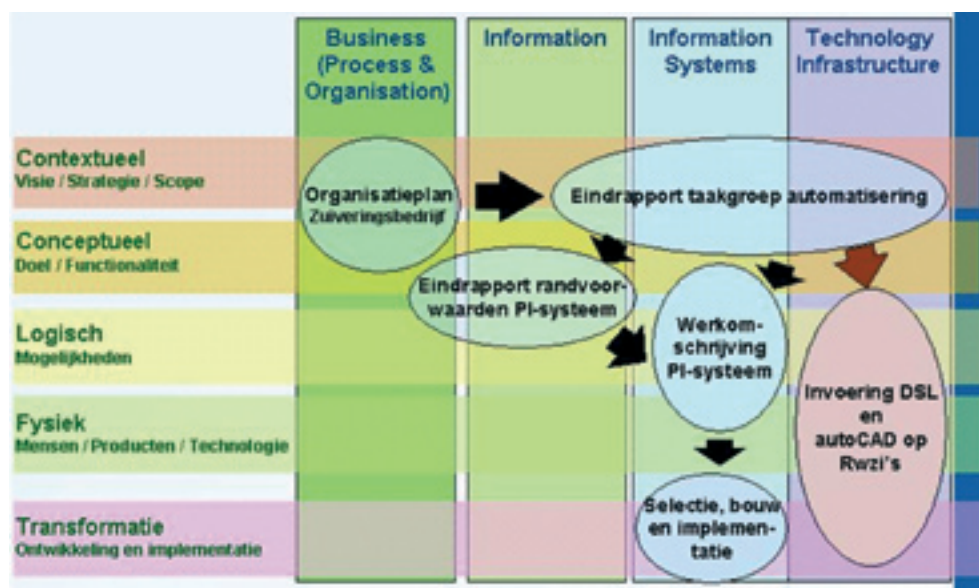 Business
(Process &
Organisation)
Information
Information
Systems
Technology
Infrastructure
Contextueel
Visie / Strategie / Scope
Organisatieplan
Zuiveringsbedrijf
Eindrapport taakgroep automatisering
Conceptueel
Doel / Functionaliteit
Eindrapport randvoor-
waarden PI-systeem
Logisch
Mogelijkheden
Werkom-
schrijving
PI-systeem
Invoering DSL
en
autoCAD op
Rwzi's
Fysiek
Mensen / Producten / Technologie
Transformatie
Ontwikkeling en implementatie
Selectie, bouw
en implemen-
tatie